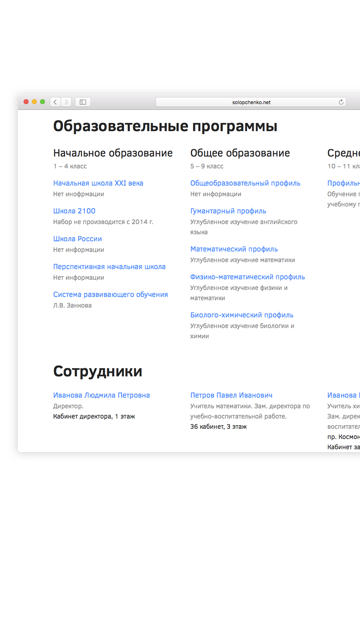 solopchenko.net
Образовательные программы
Начальное образование
1 – 4 класс
Начальная школа XXI века
Нет информации
Школа 2100
Набор не производится с 2014 г.
Школа России
Нет информации
Перспективная начальная школа
Нет информации
Система развивающего обучения
Л.В. Занкова
Общее образование
5 – 9 класс
Общеобразовательный профиль
Нет информации
Гумантарный профиль
Углубленное изучение английского
языка
Математический профиль
Углубленное изучение математики
Физико-математический профиль
Углубленное изучение физики и
математики
Биолого-химический профиль
Углубленное изучение биологии и
химии
Средне
10 – 11 кл
Профильн
Обучение п
учебному п
Сотрудники
Иванова Людмила Петровна
Директор.
Кабинет директора, 1 этаж
Петров Павел Иванович
Учитель математики. Зам. директора по
учебно-воспитательной работе.
36 кабинет, 3 этаж
Иванова
Учитель хи
Зам. дирек
воспитател
пр. Космон
Кабинет за